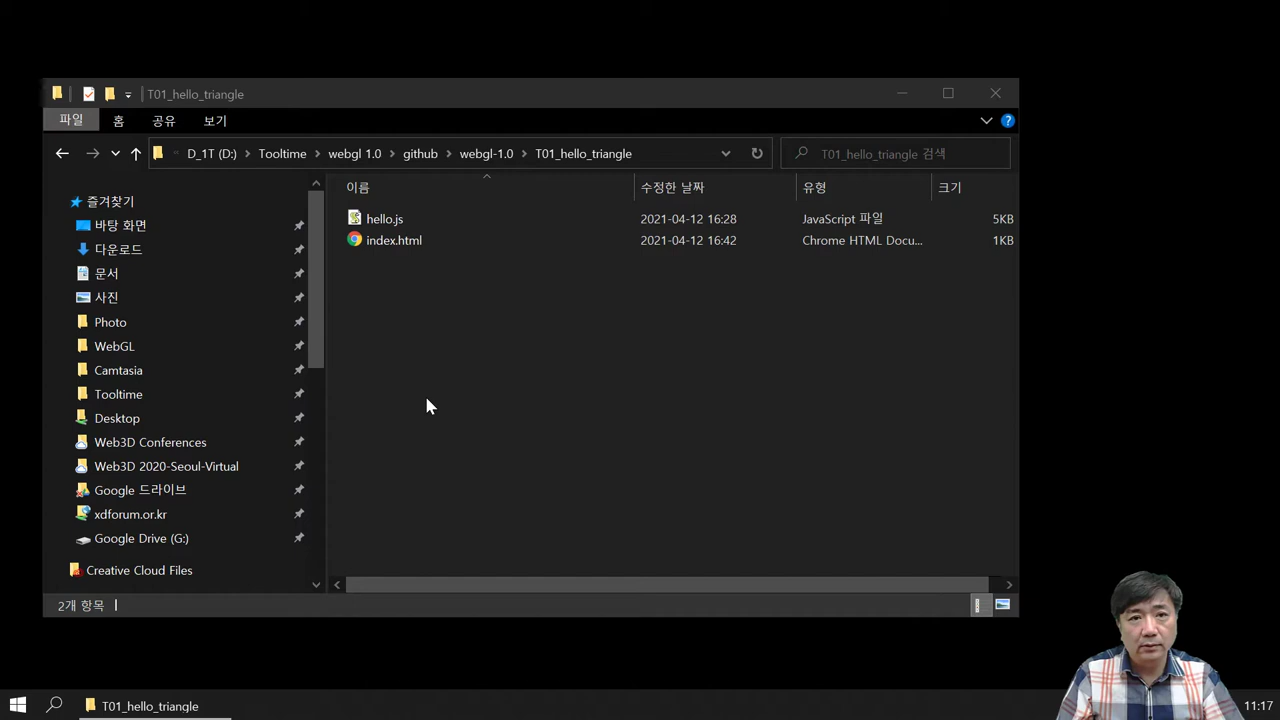 T01_hello_triangle
파일 홈 공유 보기
D_1T (D:) Tooltime webgl 1.0 github webgl-1.0 T01_hello_triangle
T01_hello_triangle 검색
이름 수정한 날짜 유형 크기
hello.js 2021-04-12 16:28 JavaScript 파일 5KB
index.html 2021-04-12 16:42 Chrome HTML Docu... 1KB
즐겨찾기
바탕 화면
다운로드
문서
사진
Photo
WebGL
Camtasia
Tooltime
Desktop
Web3D Conferences
Web3D 2020-Seoul-Virtual
Google 드라이브
xdforum.or.kr
Google Drive (G:)
Creative Cloud Files
2개 항목
T01_hello_triangle
11:17